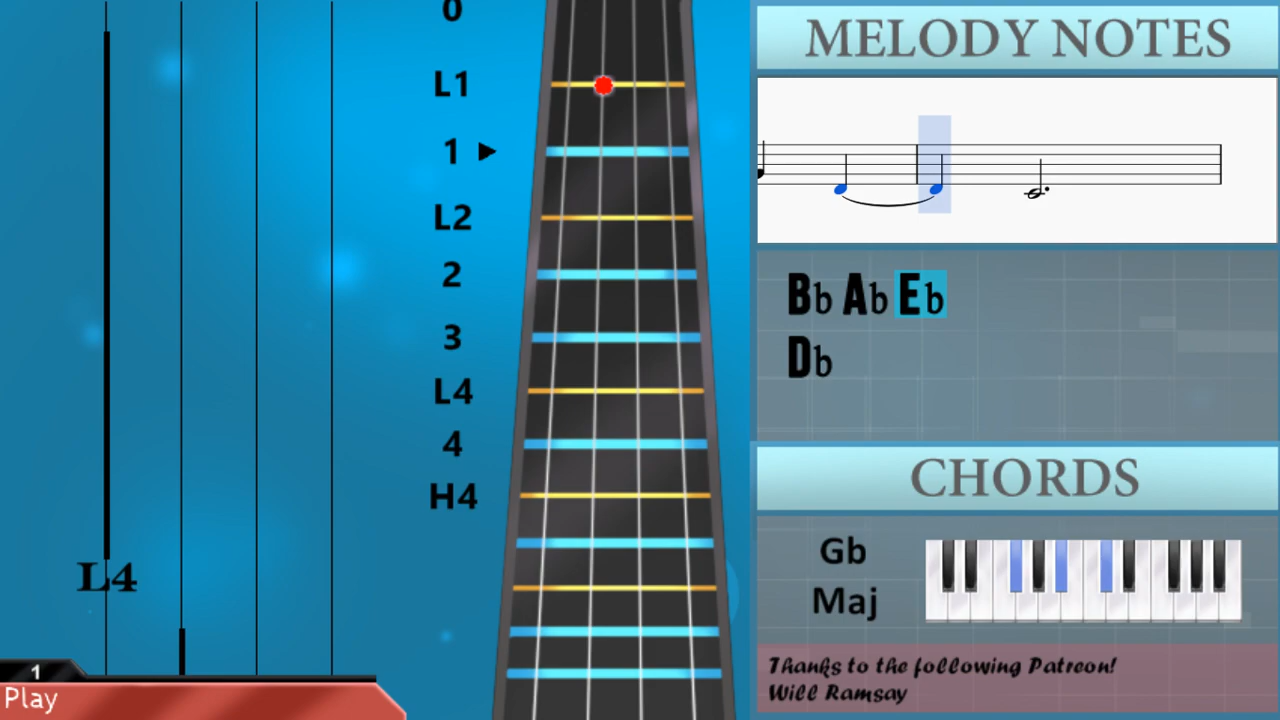 0
L1
1 ►
L2
2
3
L4
4
H4
L4
1
Play
MELODY NOTES
Bb Ab Eb
Db
CHORDS
Gb
Maj
Thanks to the following Patreon!
Will Ramsay